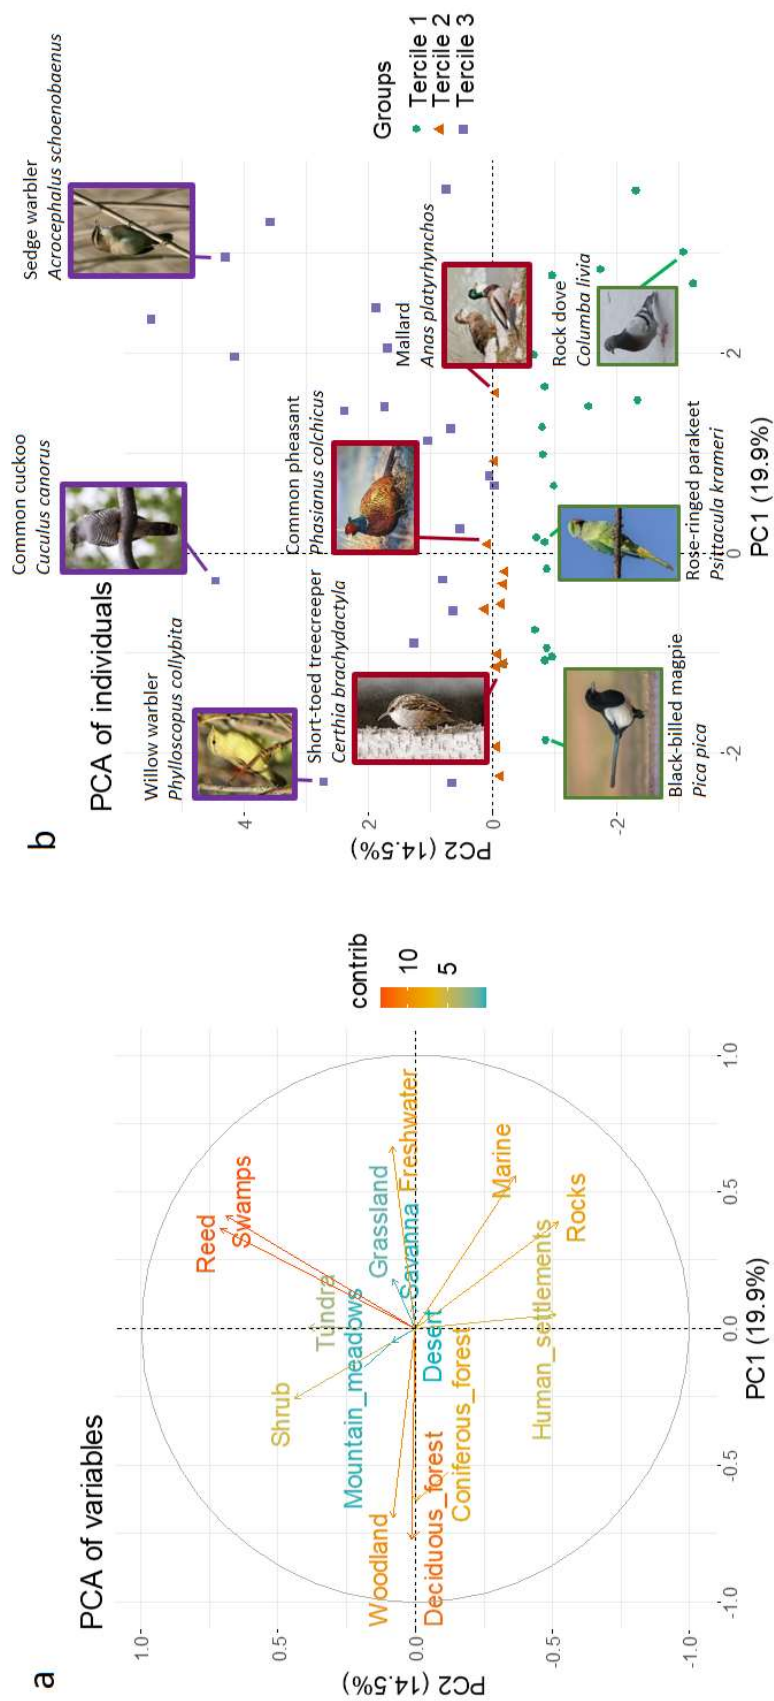 a
PCA of variables
1.0
0.5
0.0
-0.5
-1.0
PC2 (14.5%)
Reed
Swamps
Tundra
Shrub
Mountain_meadows
Grassland
Savanna
Freshwater
Woodland
Deciduous_forest
Coniferous_forest
Desert
Marine
Rocks
Human_settlements
-1.0
-0.5
0.0
0.5
1.0
PC1 (19.9%)
contrib
10
5
b
PCA of individuals
4
2
0
-2
PC2 (14.5%)
Willow warbler
Phylloscopus collybita
Common cuckoo
Cuculus canorus
Sedge warbler
Acrocephalus schoenobaenus
Short-toed treecreeper
Certhia brachydactyla
Common pheasant
Phasianus colchicus
Mallard
Anas platyrhynchos
Black-billed magpie
Pica pica
Rose-ringed parakeet
Psittacula krameri
Rock dove
Columba livia
-2
0
2
PC1 (19.9%)
Groups
Tercile 1
Tercile 2
Tercile 3